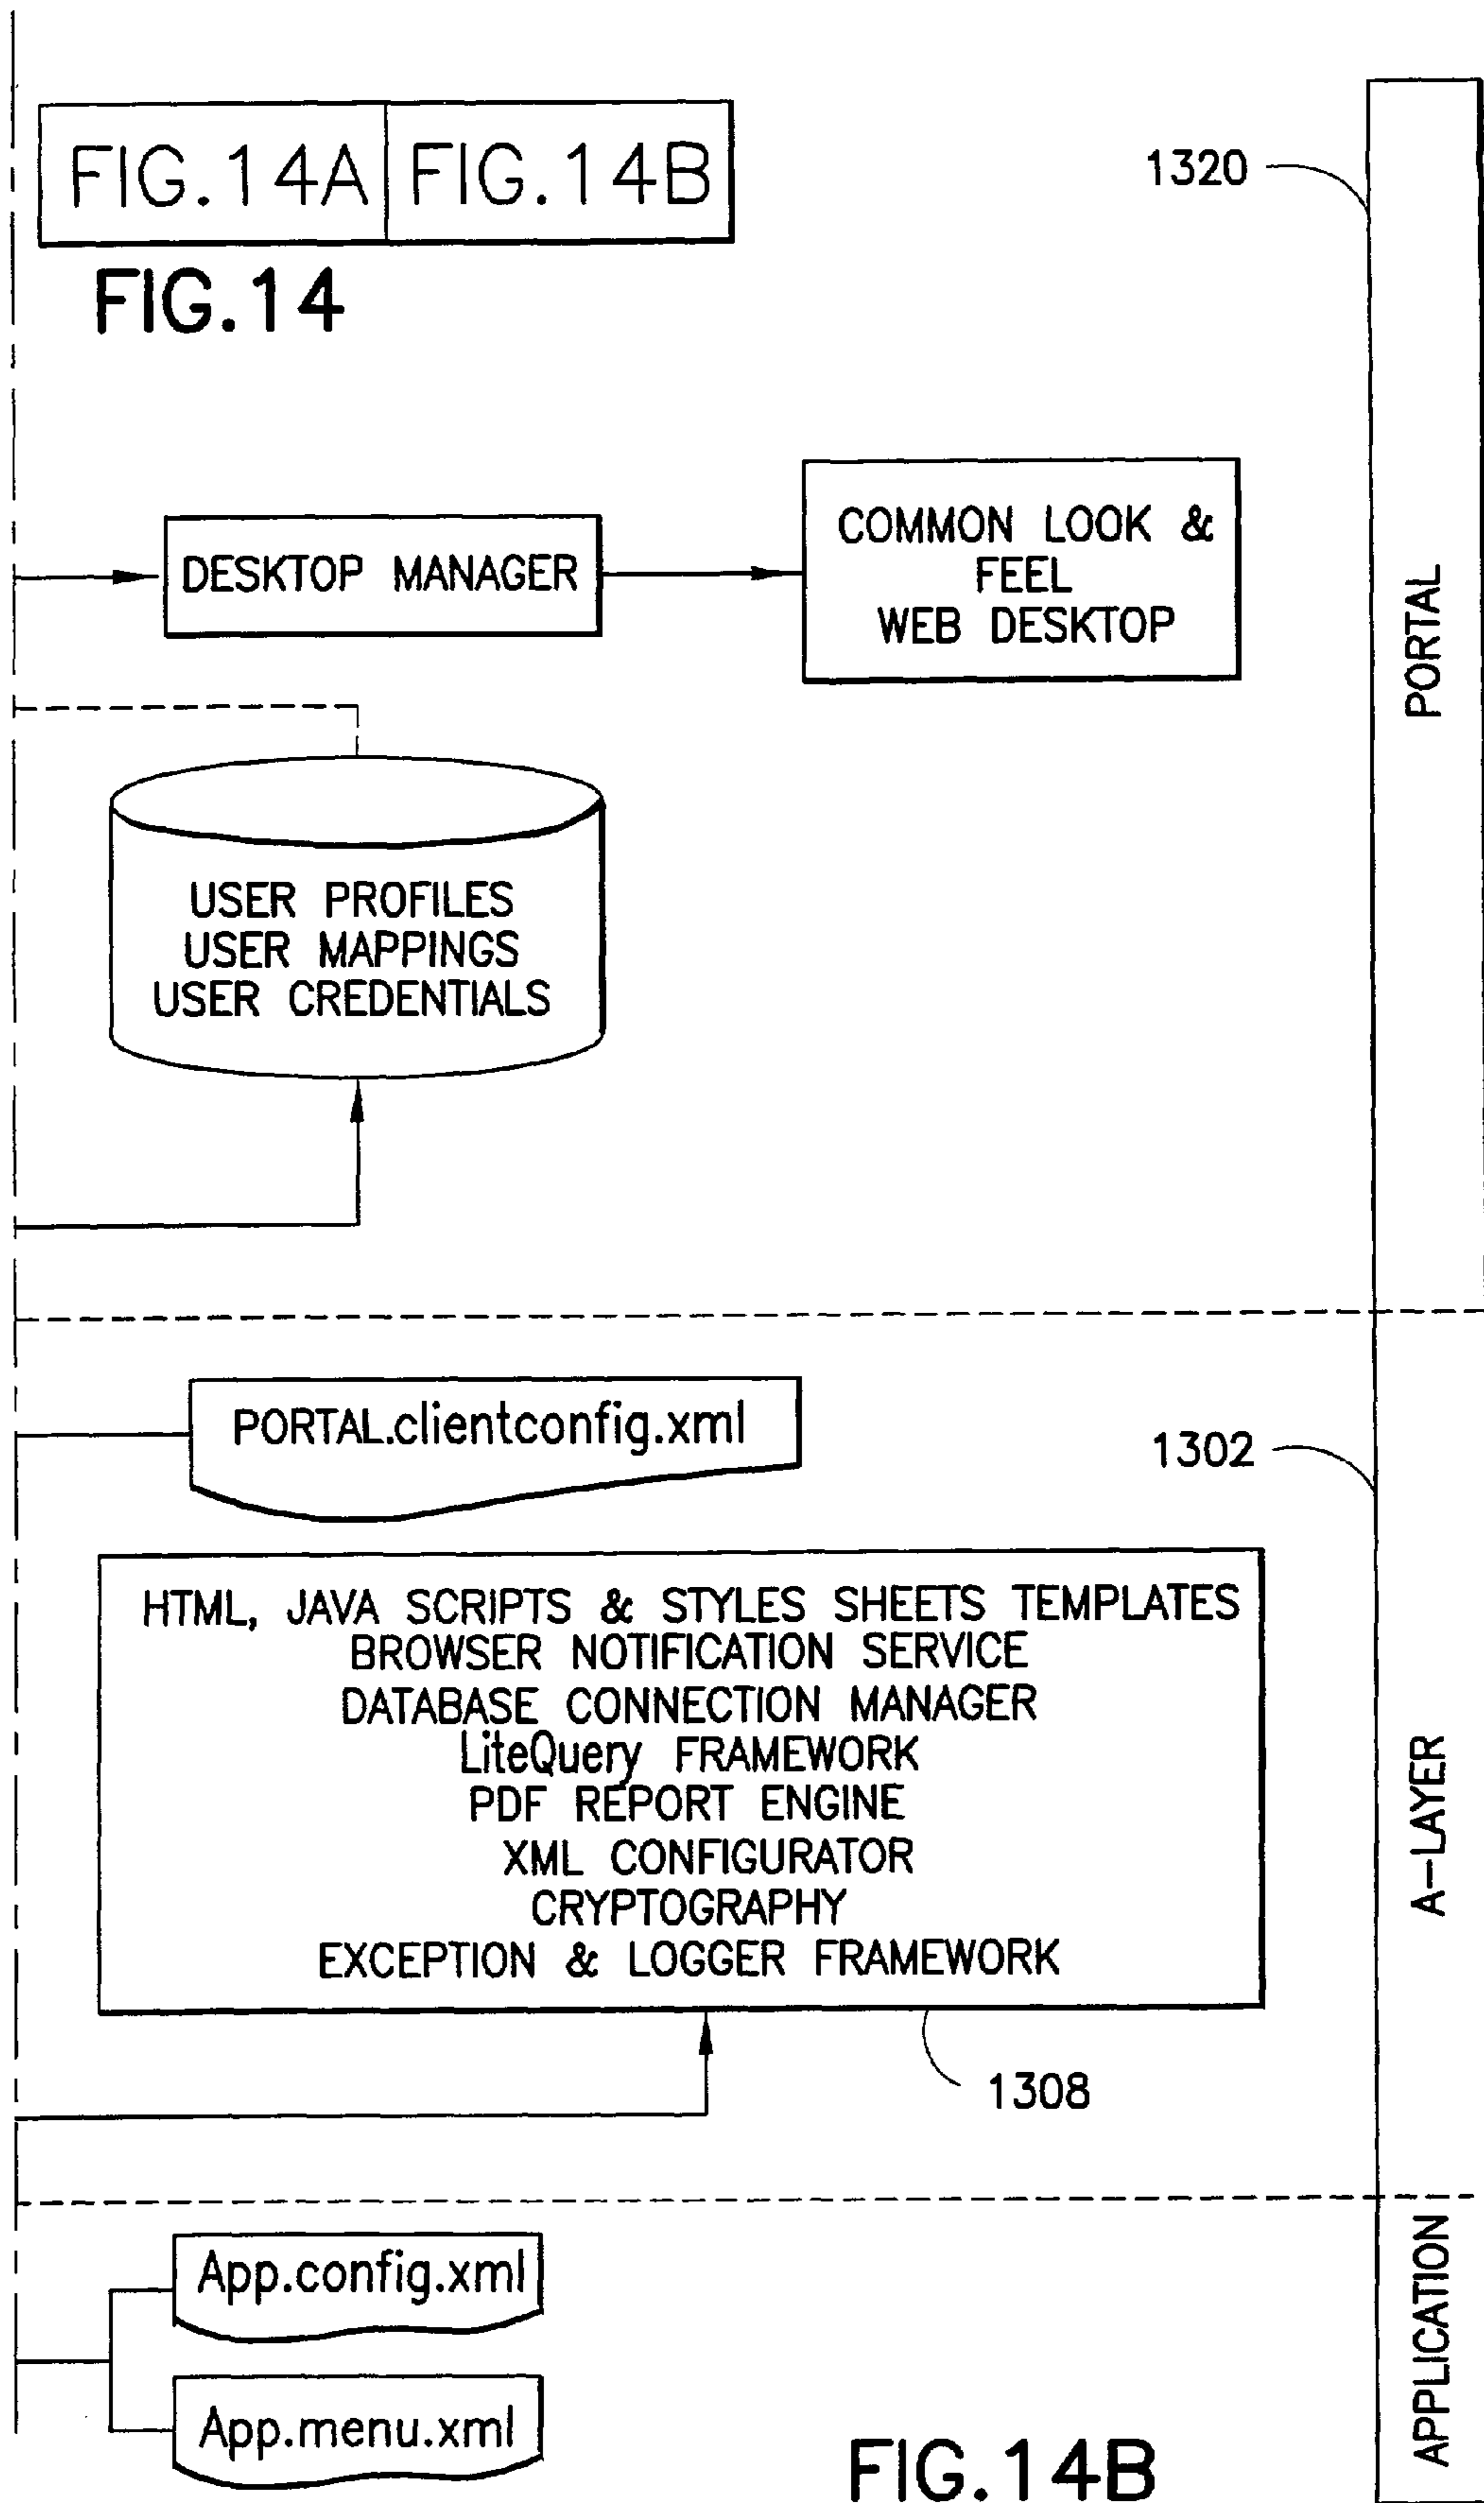 FIG.14A FIG.14B
FIG.14
1320
DESKTOP MANAGER
COMMON LOOK &
FEEL
WEB DESKTOP
PORTAL
USER PROFILES
USER MAPPINGS
USER CREDENTIALS
PORTAL.clientconfig.xml
1302
HTML, JAVA SCRIPTS & STYLES SHEETS TEMPLATES
BROWSER NOTIFICATION SERVICE
DATABASE CONNECTION MANAGER
LiteQuery FRAMEWORK
PDF REPORT ENGINE
XML CONFIGURATOR
CRYPTOGRAPHY
EXCEPTION & LOGGER FRAMEWORK
A-LAYER
1308
App.config.xml
App.menu.xml
APPLICATION
FIG.14B